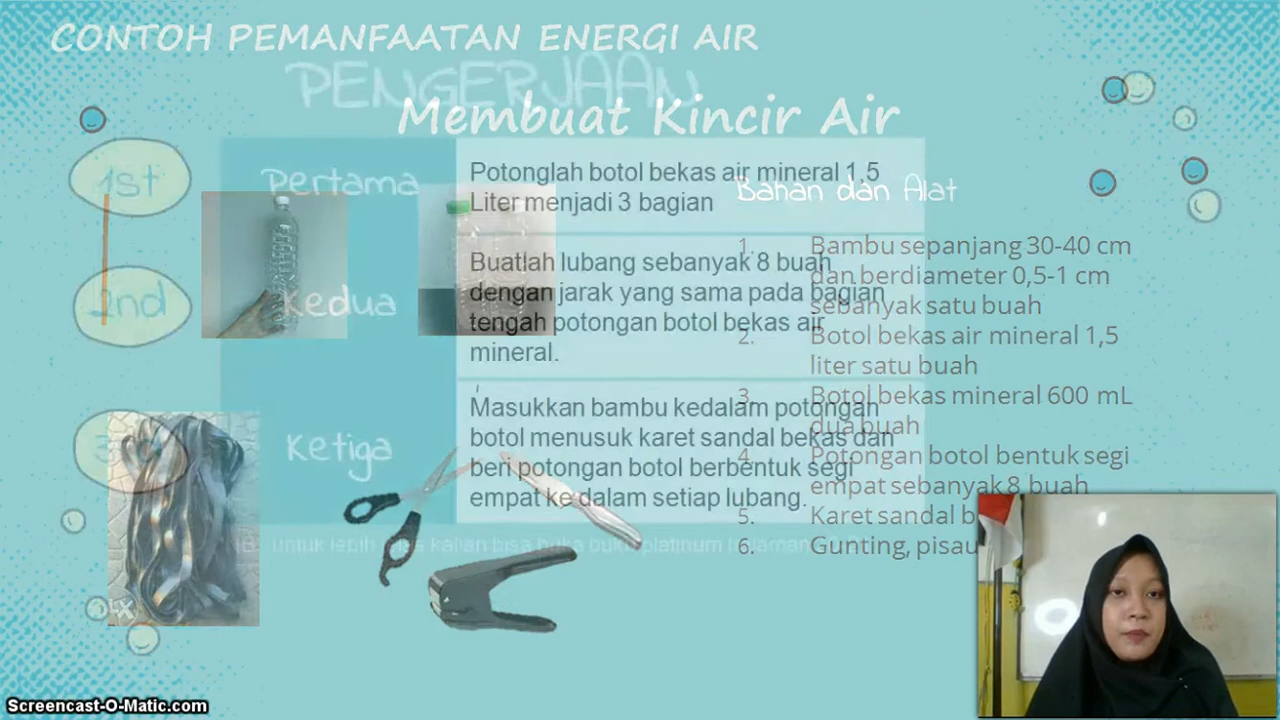 CONTOH PEMANFAATAN ENERGI AIR
PENGERJAAN
Membuat Kincir Air
1st
Pertama
Potonglah botol bekas air mineral 1,5
Liter menjadi 3 bagian
2nd
Kedua
Buatlah lubang sebanyak 8 buah
dengan jarak yang sama pada bagian
tengah potongan botol bekas air
mineral.
Ketiga
Masukkan bambu kedalam potongan
botol menusuk karet sandal bekas dan
beri potongan botol berbentuk segi
empat ke dalam setiap lubang.
Bahan dan Alat
1. Bambu sepanjang 30-40 cm
dan berdiameter 0,5-1 cm
sebanyak satu buah
2. Botol bekas air mineral 1,5
liter satu buah
3. Botol bekas mineral 600 mL
dua buah
4. Potongan botol bentuk segi
empat sebanyak 8 buah
5. Karet sandal
6. Gunting, pisau
untuk lebih kalian bisa buka buku platinum halaman
Screencast-O-Matic.com